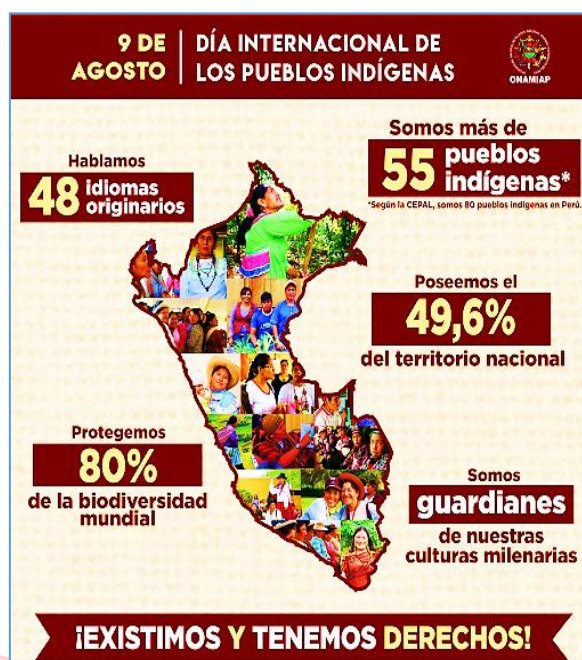 9 DE
AGOSTO
DÍA INTERNACIONAL DE
LOS PUEBLOS INDÍGENAS
ONAMIAP
Hablamos
48 idiomas
originarios
Somos más de
55 pueblos
indígenas*
*Según la CEPAL, somos 80 pueblos indígenas en Perú.
Poseemos el
49,6%
del territorio nacional
Protegemos
80%
de la biodiversidad
mundial
Somos
guardianes
de nuestras
culturas milenarias
¡EXISTIMOS Y TENEMOS DERECHOS!